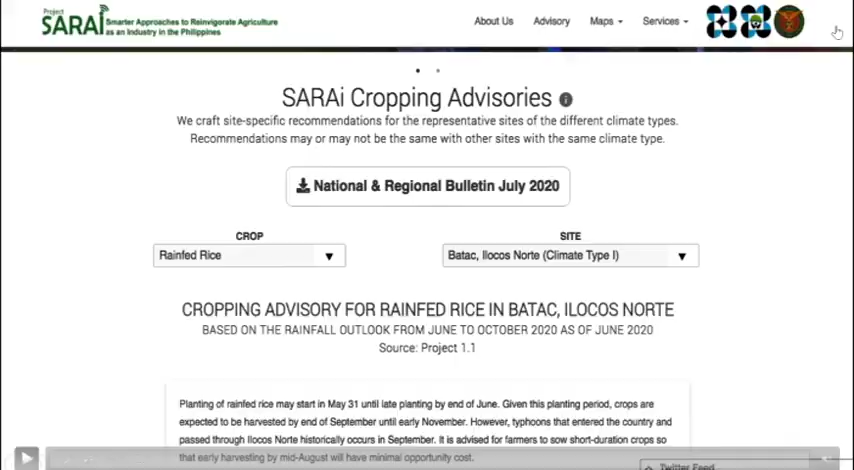 Project
SARAi
Smarter Approaches to Reinvigorate Agriculture
as an Industry in the Philippines
About Us
Advisory
Maps
Services
SARAi Cropping Advisories
We craft site-specific recommendations for the representative sites of the different climate types.
Recommendations may or may not be the same with other sites with the same climate type.
National & Regional Bulletin July 2020
CROP
SITE
Rainfed Rice
Batac, Ilocos Norte (Climate Type I)
CROPPING ADVISORY FOR RAINFED RICE IN BATAC, ILOCOS NORTE
BASED ON THE RAINFALL OUTLOOK FROM JUNE TO OCTOBER 2020 AS OF JUNE 2020
Source: Project 1.1
Planting of rainfed rice may start in May 31 until late planting by end of June. Given this planting period, crops are
expected to be harvested by end of September until early November. However, typhoons that entered the country and
passed through Ilocos Norte historically occurs in September. It is advised for farmers to sow short-duration crops so
that early harvesting by mid-August will have minimal opportunity cost.
Twitter Feed